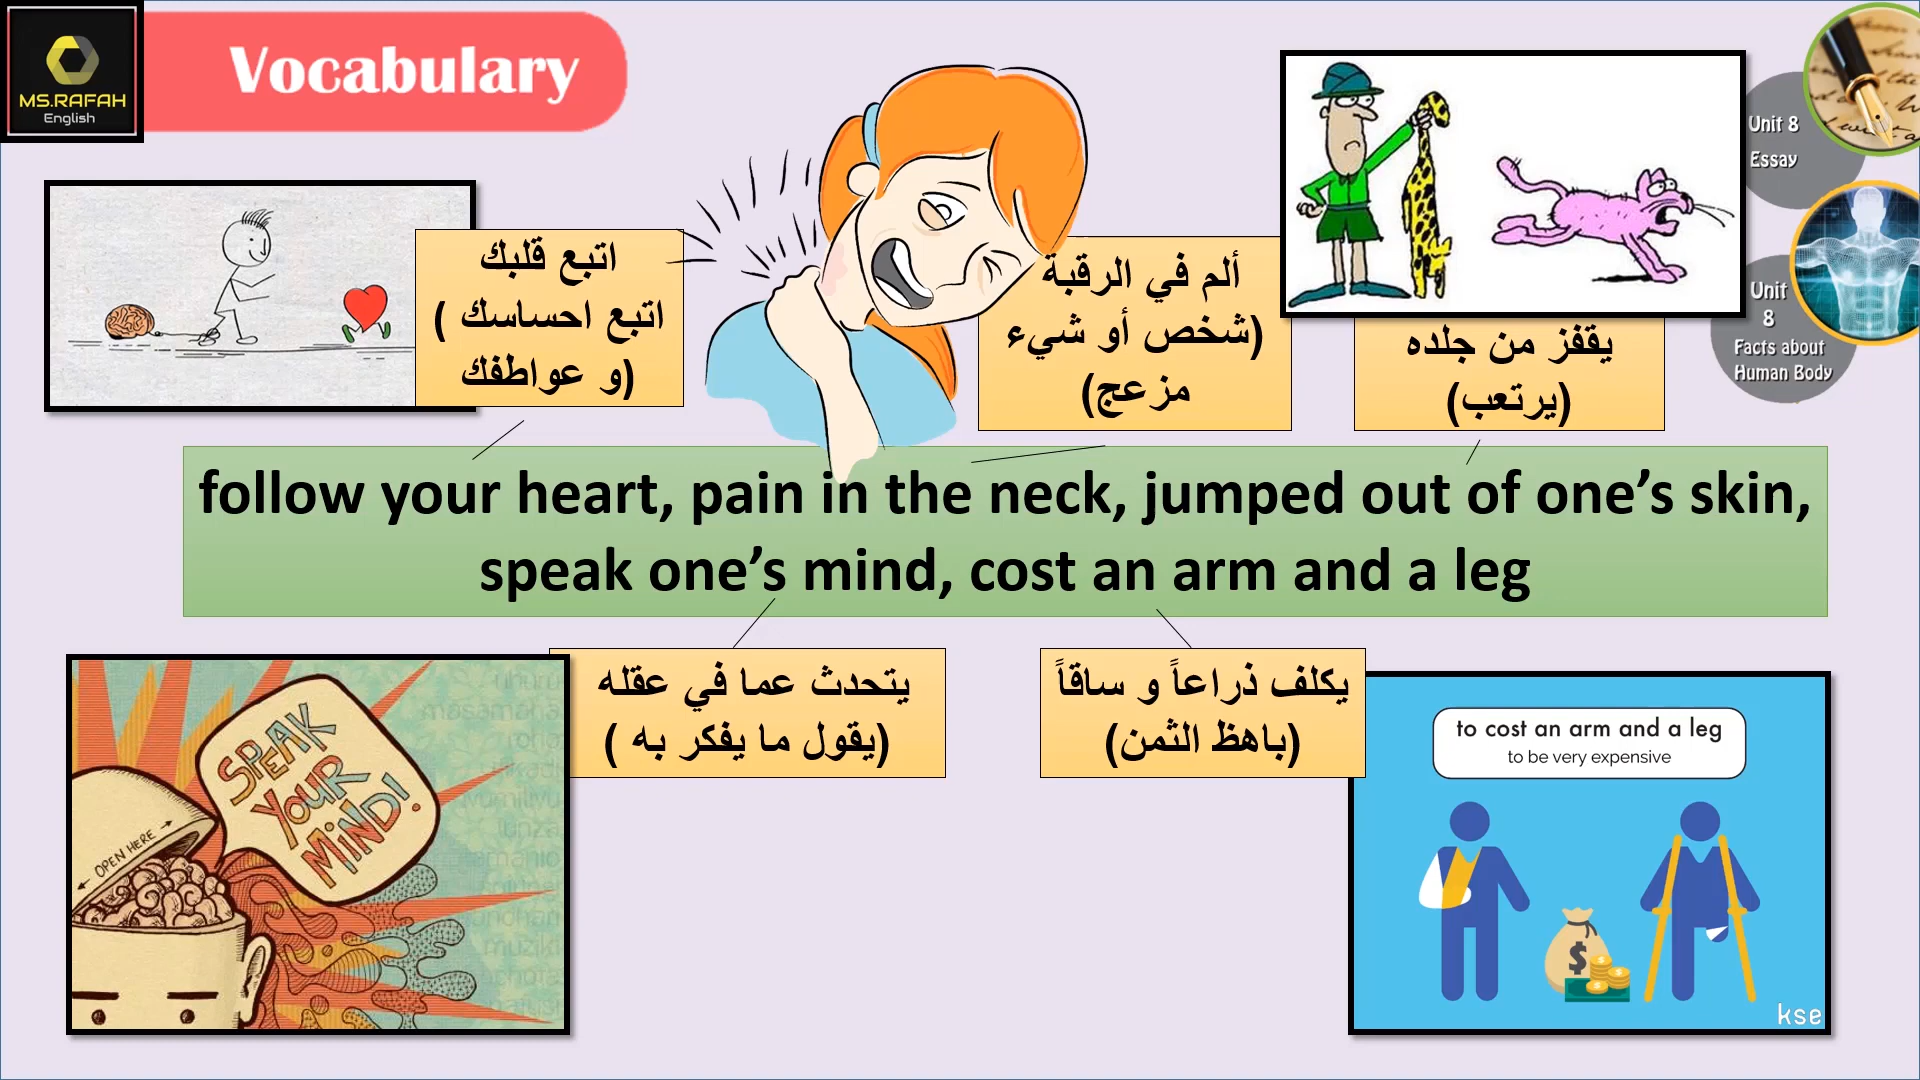 MS.RAFAH
English
Vocabulary
Unit 8
Essay
اتبع قلبك
( اتبع احساسك
و عواطفك)
ألم في الرقبة
(شخص أو شيء
مزعج)
يقفز من جلده
(يرتعب)
Unit
8
Facts about
Human Body
follow your heart, pain in the neck, jumped out of one’s skin,
speak one’s mind, cost an arm and a leg
يتحدث عما في عقله
(يقول ما يفكر به )
يكلف ذراعاً و ساقاً
(باهظ الثمن)
SPEAK
YOUR
MIND!
OPEN HERE
to cost an arm and a leg
to be very expensive
$
kse